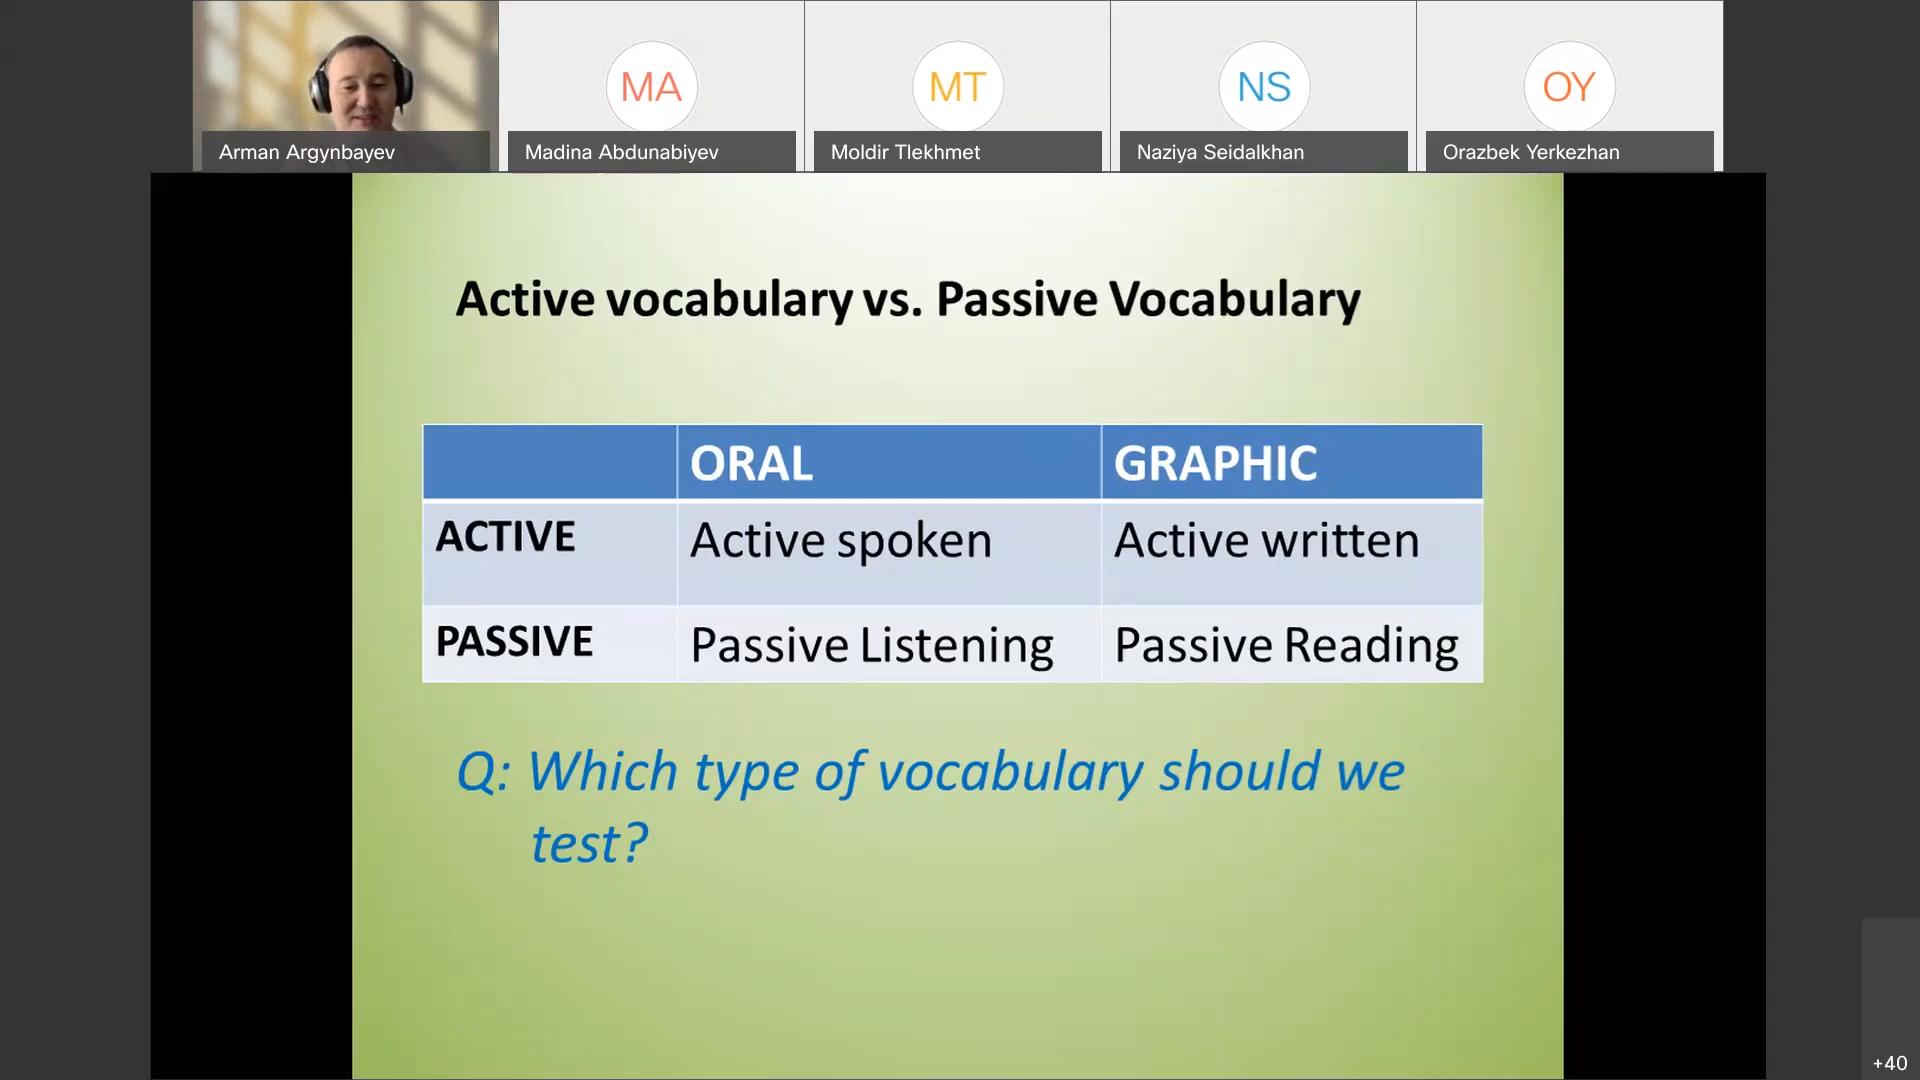 MA
MT
NS
OY
Arman Argynbayev
Madina Abdunabiyev
Moldir Tlekhmet
Naziya Seidalkhan
Orazbek Yerkezhan
Active vocabulary vs. Passive Vocabulary
ORAL
GRAPHIC
ACTIVE
Active spoken
Active written
PASSIVE
Passive Listening
Passive Reading
Q: Which type of vocabulary should we
test?
+40